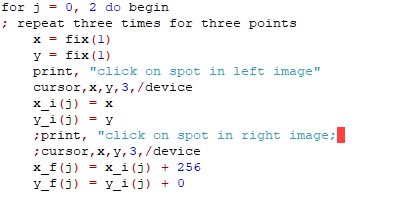 for j = 0, 2 do begin
; repeat three times for three points
x = fix(1)
y = fix(1)
print, "click on spot in left image"
cursor,x,y,3,/device
x_i(j) = x
y_i(j) = y
;print, "click on spot in right image;
;cursor,x,y,3,/device
x_f(j) = x_i(j) + 256
y_f(j) = y_i(j) + 0